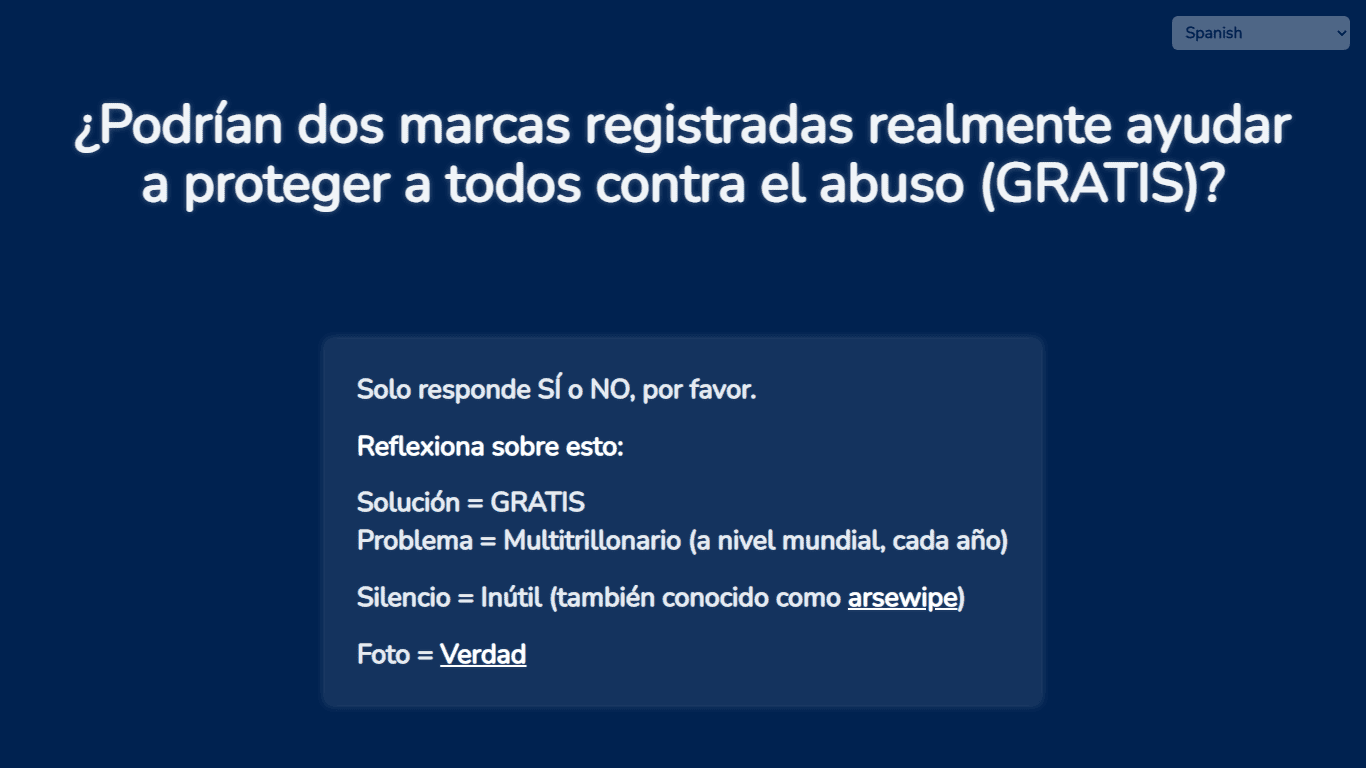 Spanish
¿Podrían dos marcas registradas realmente ayudar
a proteger a todos contra el abuso (GRATIS)?
Solo responde SÍ o NO, por favor.
Reflexiona sobre esto:
Solución = GRATIS
Problema = Multitrillonario (a nivel mundial, cada año)
Silencio = Inútil (también conocido como arsewipe)
Foto = Verdad